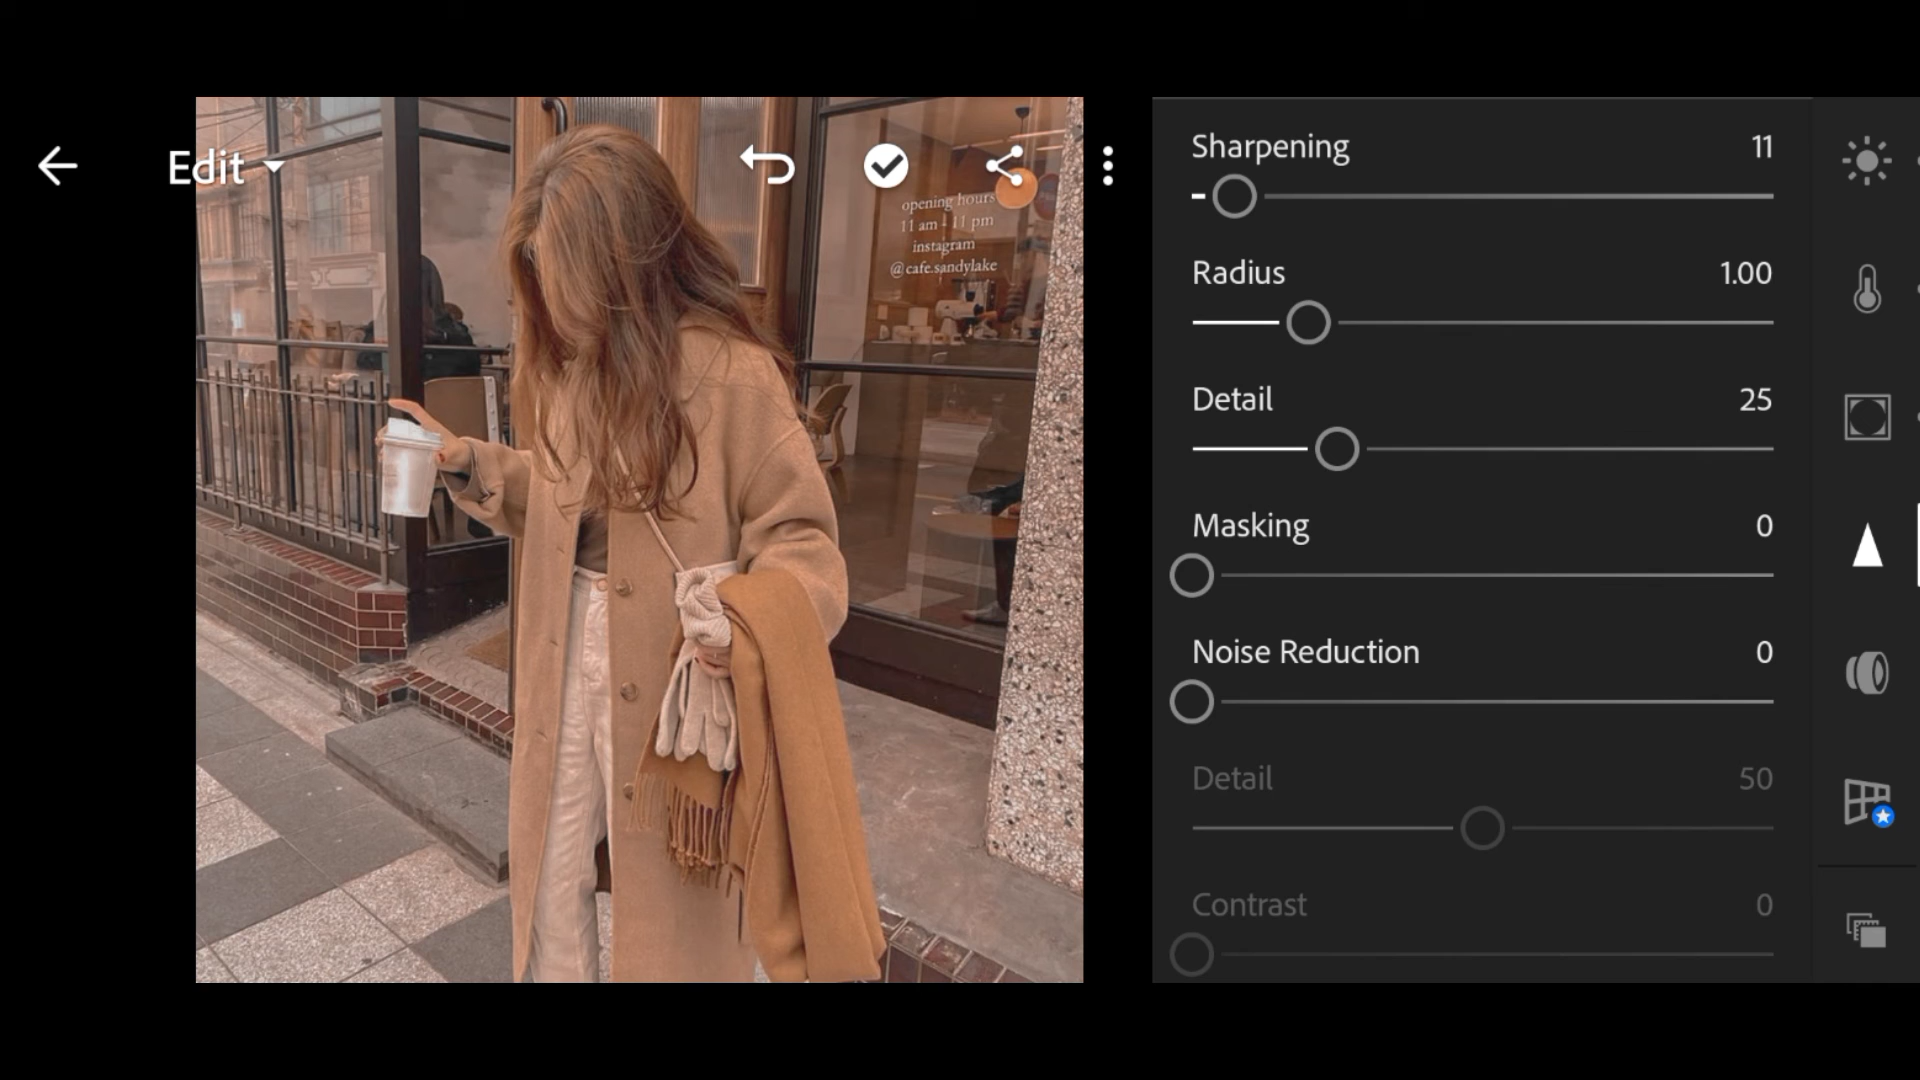 Edit
opening hours
11 am - 11 pm
instagram
@cafe.sandylake
Sharpening 11
Radius 1.00
Detail 25
Masking 0
Noise Reduction 0
Detail 50
Contrast 0